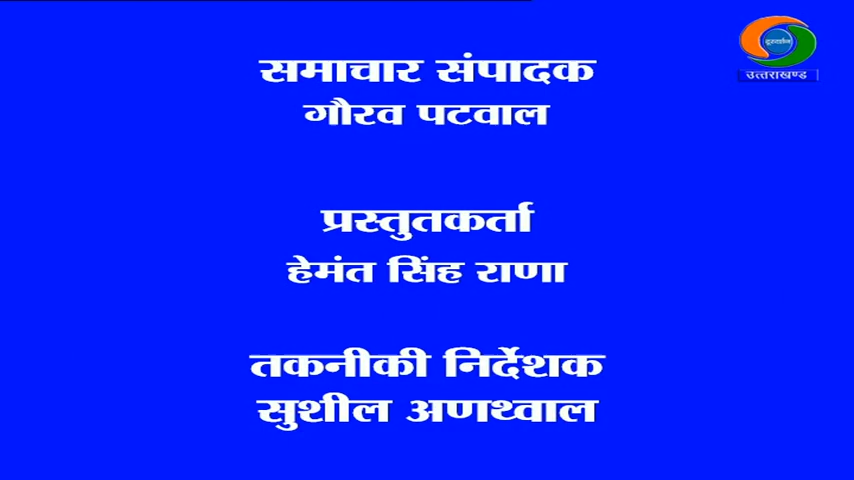 समाचार संपादक
गौरव पटवाल
प्रस्तुतकर्ता
हेमंत सिंह राणा
तकनीकी निर्देशक
सुशील अणथ्वाल
दूरदर्शन
उत्तराखण्ड